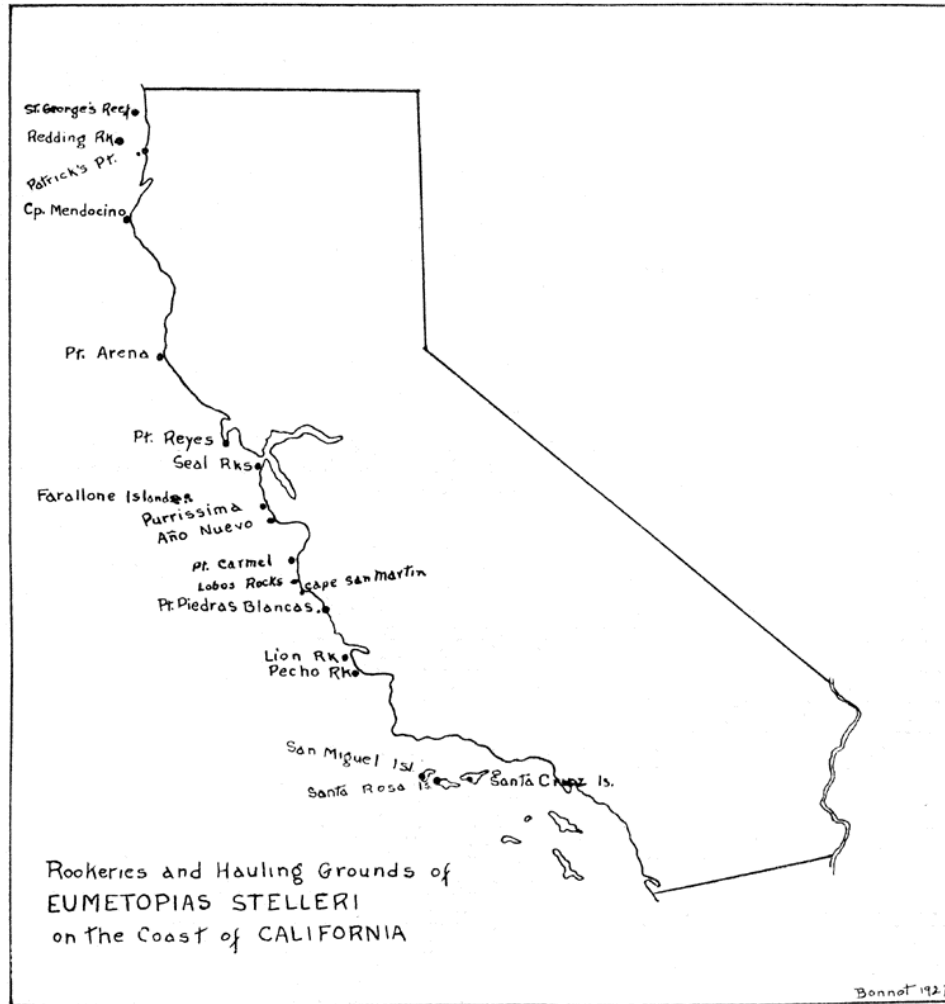 St. George's Reef
Redding Rk.
Patrick's Pt.
Cp. Mendocino
Pt. Arena
Pt. Reyes
Seal Rks
Farallone Islands
Purrissima
Año Nuevo
Pt. Carmel
Lobos Rocks
Cape San Martin
Pt. Piedras Blancas
Lion Rk
Pecho Rk
San Miguel Isl.
Santa Rosa Is.
Santa Cruz Is.
Rookeries and Hauling Grounds of
EUMETOPIAS STELLERI
on the Coast of CALIFORNIA
Bonnot